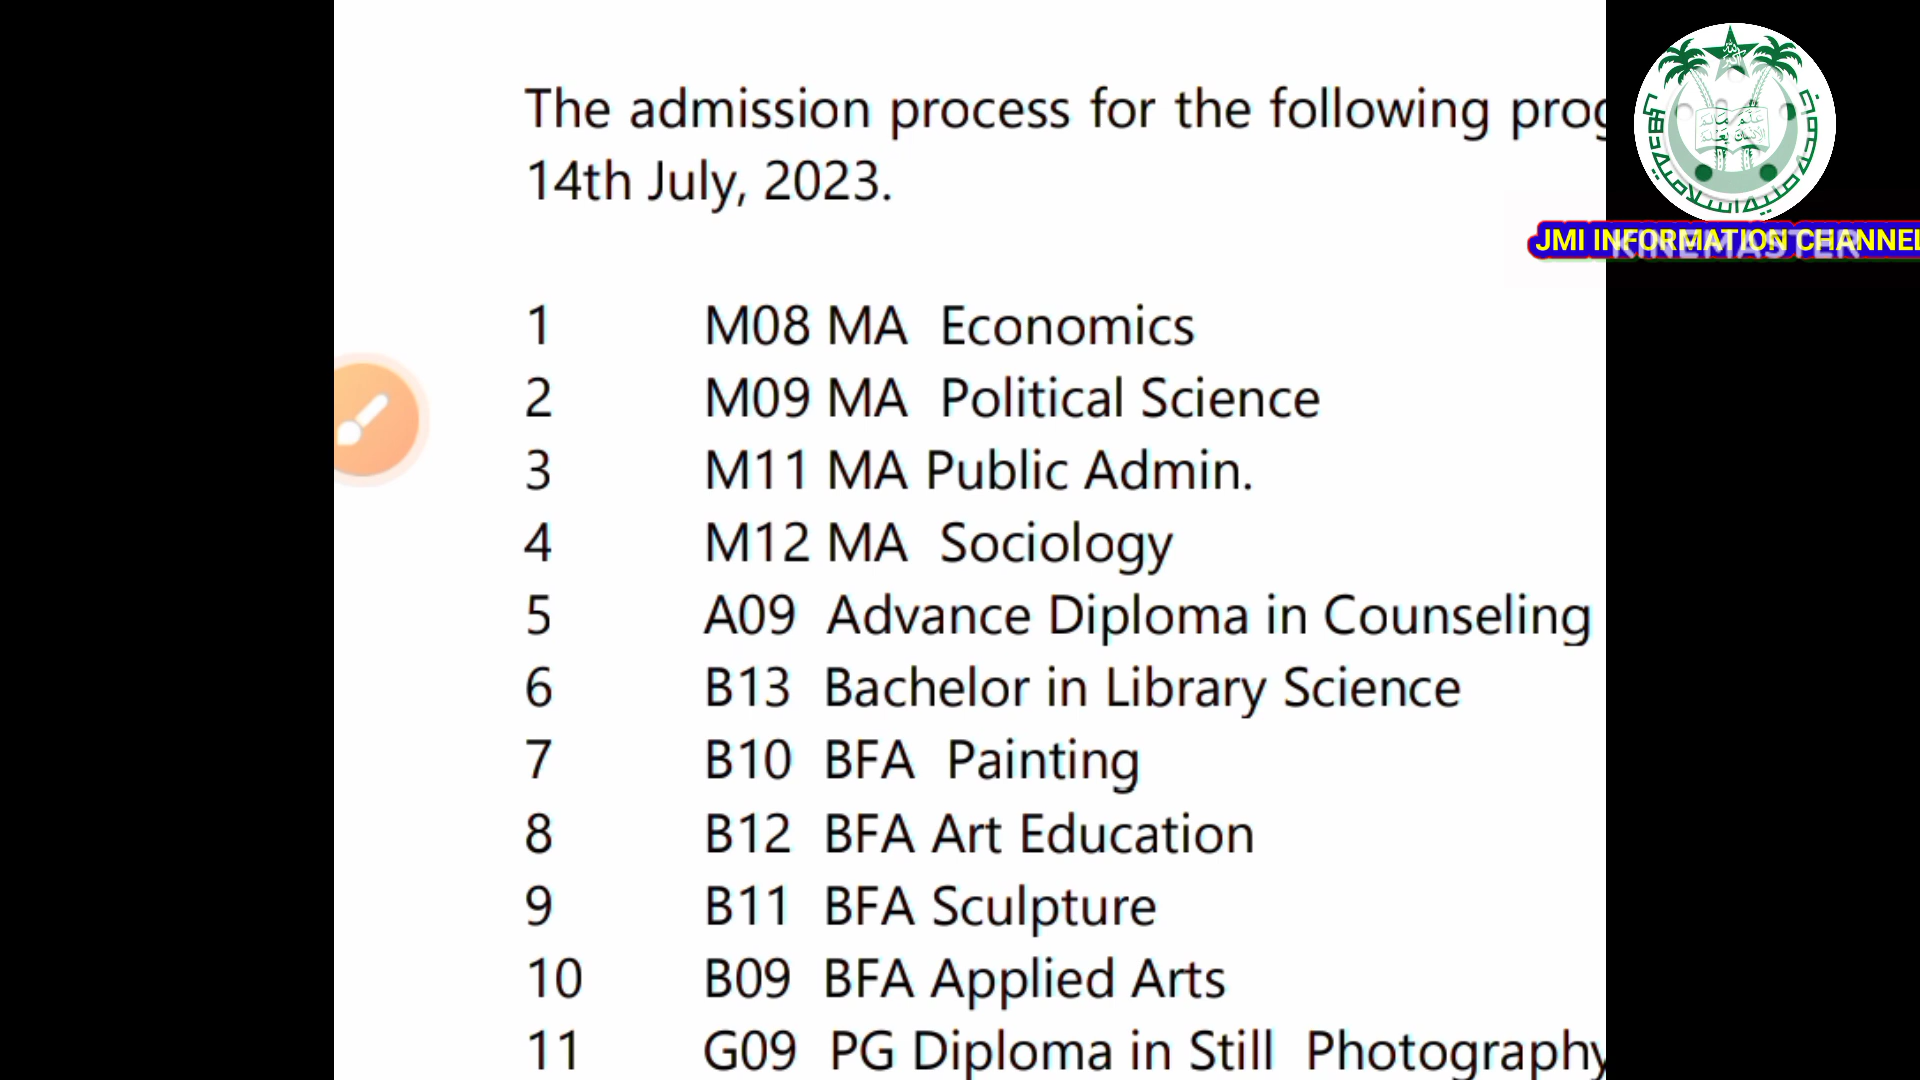 The admission process for the following prog
14th July, 2023.
JMI INFORMATION CHANNEL
KINEMASTER
1 M08 MA Economics
2 M09 MA Political Science
3 M11 MA Public Admin.
4 M12 MA Sociology
5 A09 Advance Diploma in Counseling
6 B13 Bachelor in Library Science
7 B10 BFA Painting
8 B12 BFA Art Education
9 B11 BFA Sculpture
10 B09 BFA Applied Arts
11 G09 PG Diploma in Still Photography